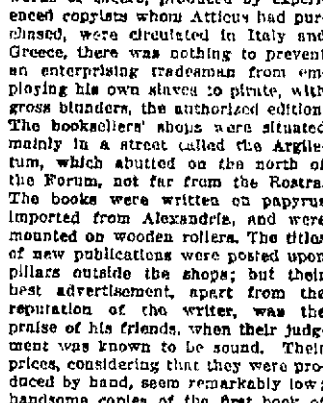 enced copyists whom Atticus had pur-
chased, were circulated in Italy and
Greece, there was nothing to prevent
an enterprising tradesman from em-
ploying his own slaves to pirate, with
gross blunders, the authorized edition.
The booksellers' shops were situated
mainly in a street called the Argile-
tum, which abutted on the north of
the Forum, not far from the Rostra.
The books were written on papyrus
imported from Alexandria, and were
mounted on wooden rollers. The titles
of new publications were posted upon
pillars outside the shops; but their
best advertisement, apart from the
reputation of the writer, was the
praise of his friends, when their judg-
ment was known to be sound. Their
prices, considering that they were pro-
duced by hand, seem remarkably low;
handsome copies of the first book of